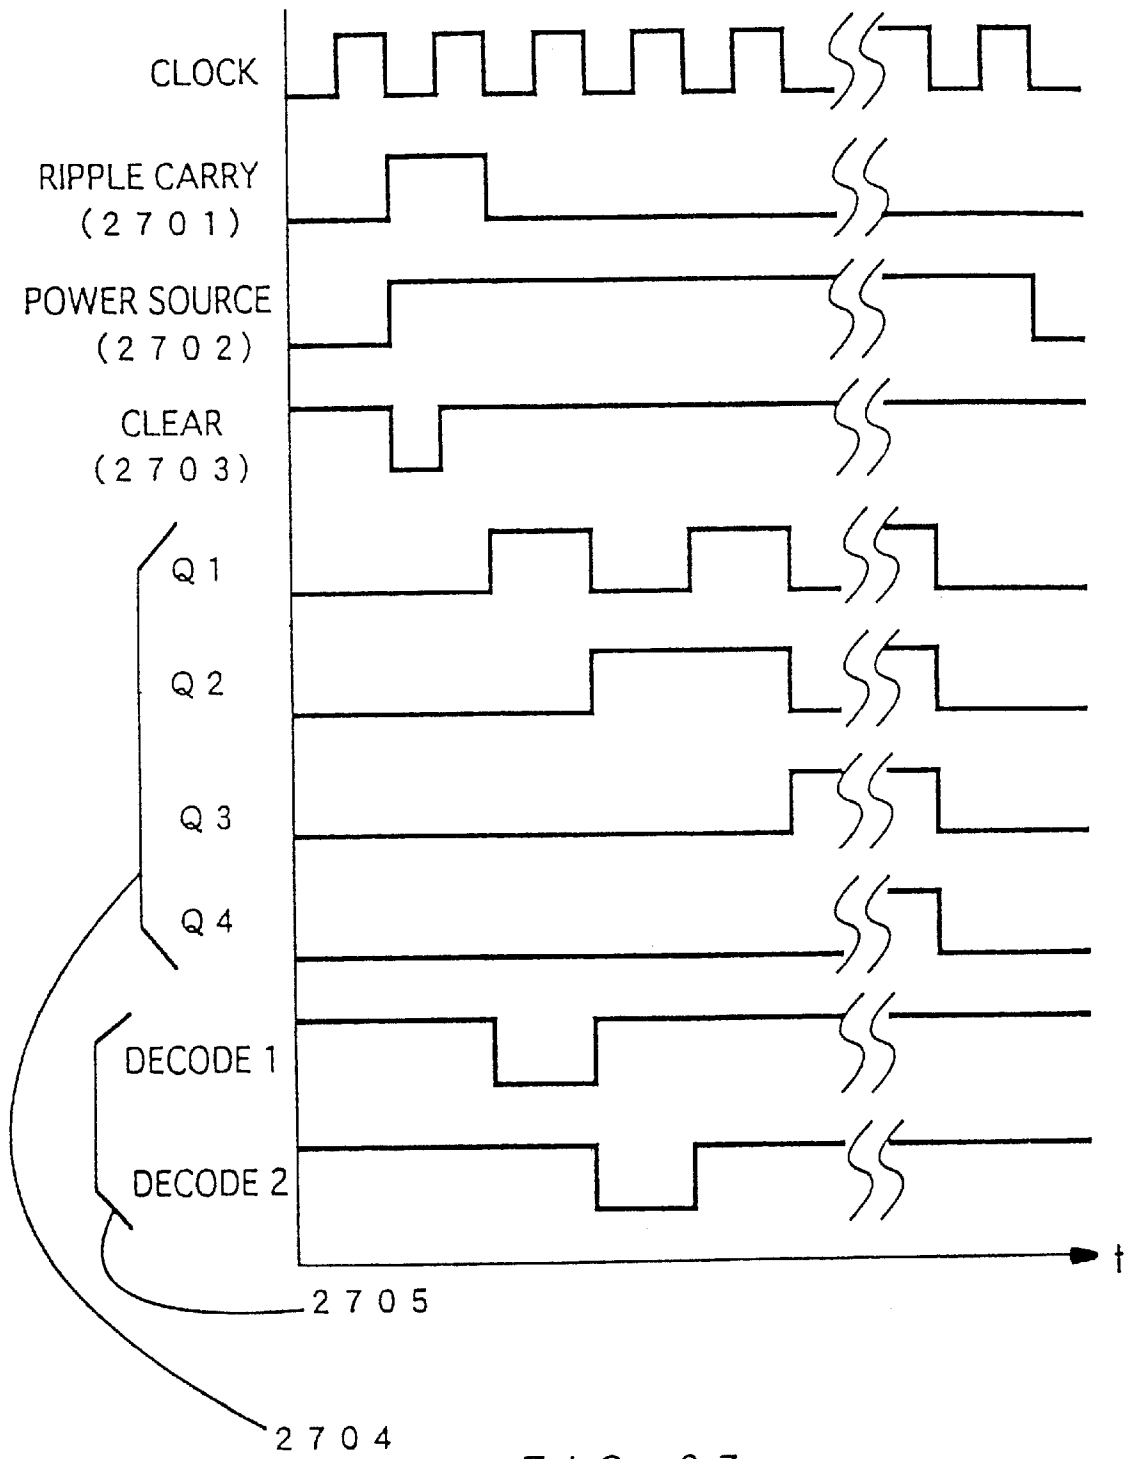 CLOCK
RIPPLE CARRY
(2701)
POWER SOURCE
(2702)
CLEAR
(2703)
Q1
Q2
Q3
Q4
DECODE 1
DECODE 2
t
2705
2704